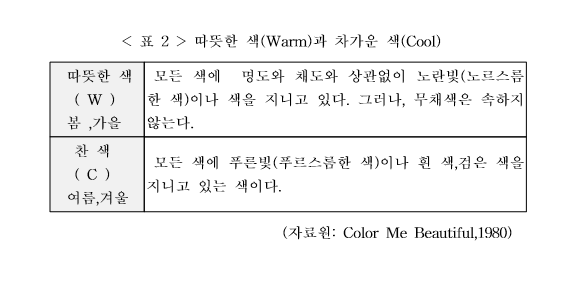 < 표 2 > 따뜻한 색(Warm)과 차가운 색(Cool)
따뜻한 색
( W )
봄 ,가을
모든 색에 명도와 채도와 상관없이 노란빛(노르스름
한 색)이나 색을 지니고 있다. 그러나, 무채색은 속하지
않는다.
찬 색
( C )
여름,겨울
모든 색에 푸른빛(푸르스름한 색)이나 흰 색,검은 색을
지니고 있는 색이다.
(자료원: Color Me Beautiful,1980)